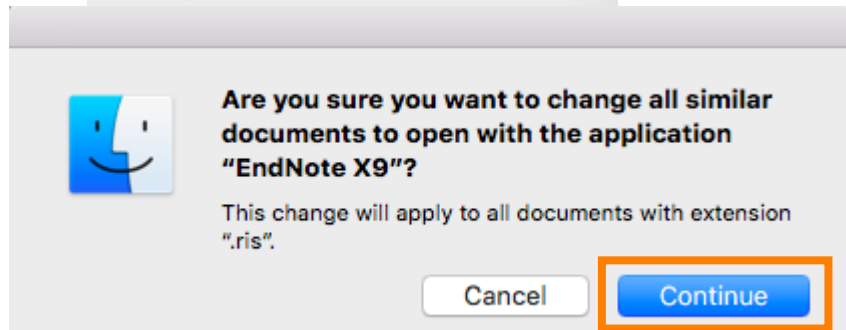 Are you sure you want to change all similar
documents to open with the application
“EndNote X9”?
This change will apply to all documents with extension
“.ris”.
Cancel
Continue